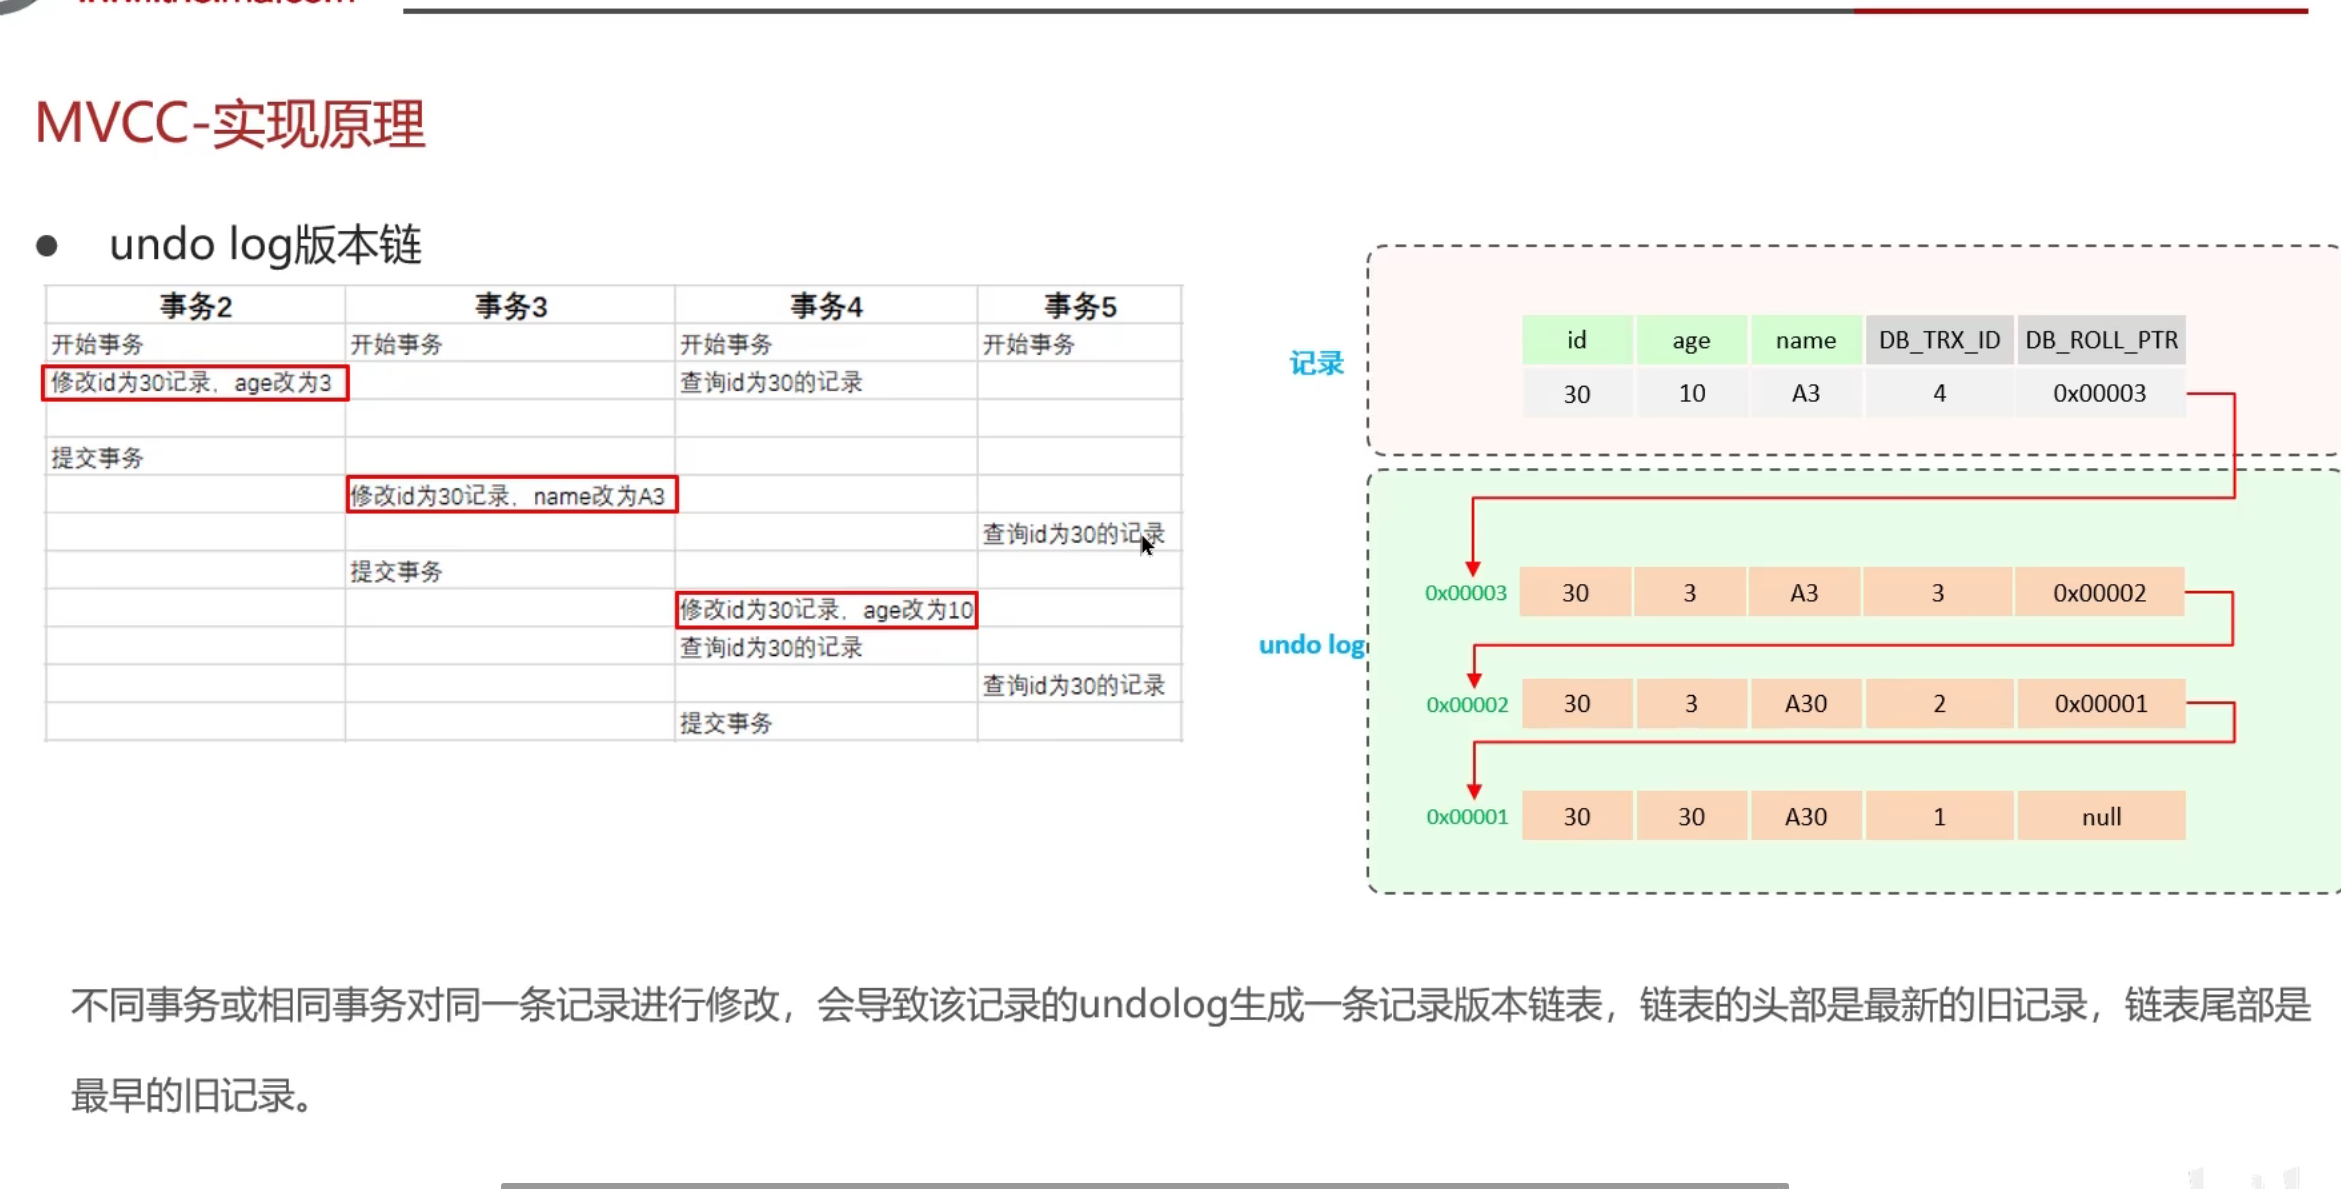 MVCC-实现原理
● undo log版本链
事务2 事务3 事务4 事务5
开始事务 开始事务 开始事务 开始事务
修改id为30记录，age改为3 查询id为30的记录
提交事务
修改id为30记录，name改为A3
查询id为30的记录
提交事务
修改id为30记录，age改为10
查询id为30的记录
查询id为30的记录
提交事务
记录
id age name DB_TRX_ID DB_ROLL_PTR
30 10 A3 4 0x00003
undo log
0x00003 30 3 A3 3 0x00002
0x00002 30 3 A30 2 0x00001
0x00001 30 30 A30 1 null
不同事务或相同事务对同一条记录进行修改，会导致该记录的undolog生成一条记录版本链表，链表的头部是最新的旧记录，链表尾部是
最早的旧记录。